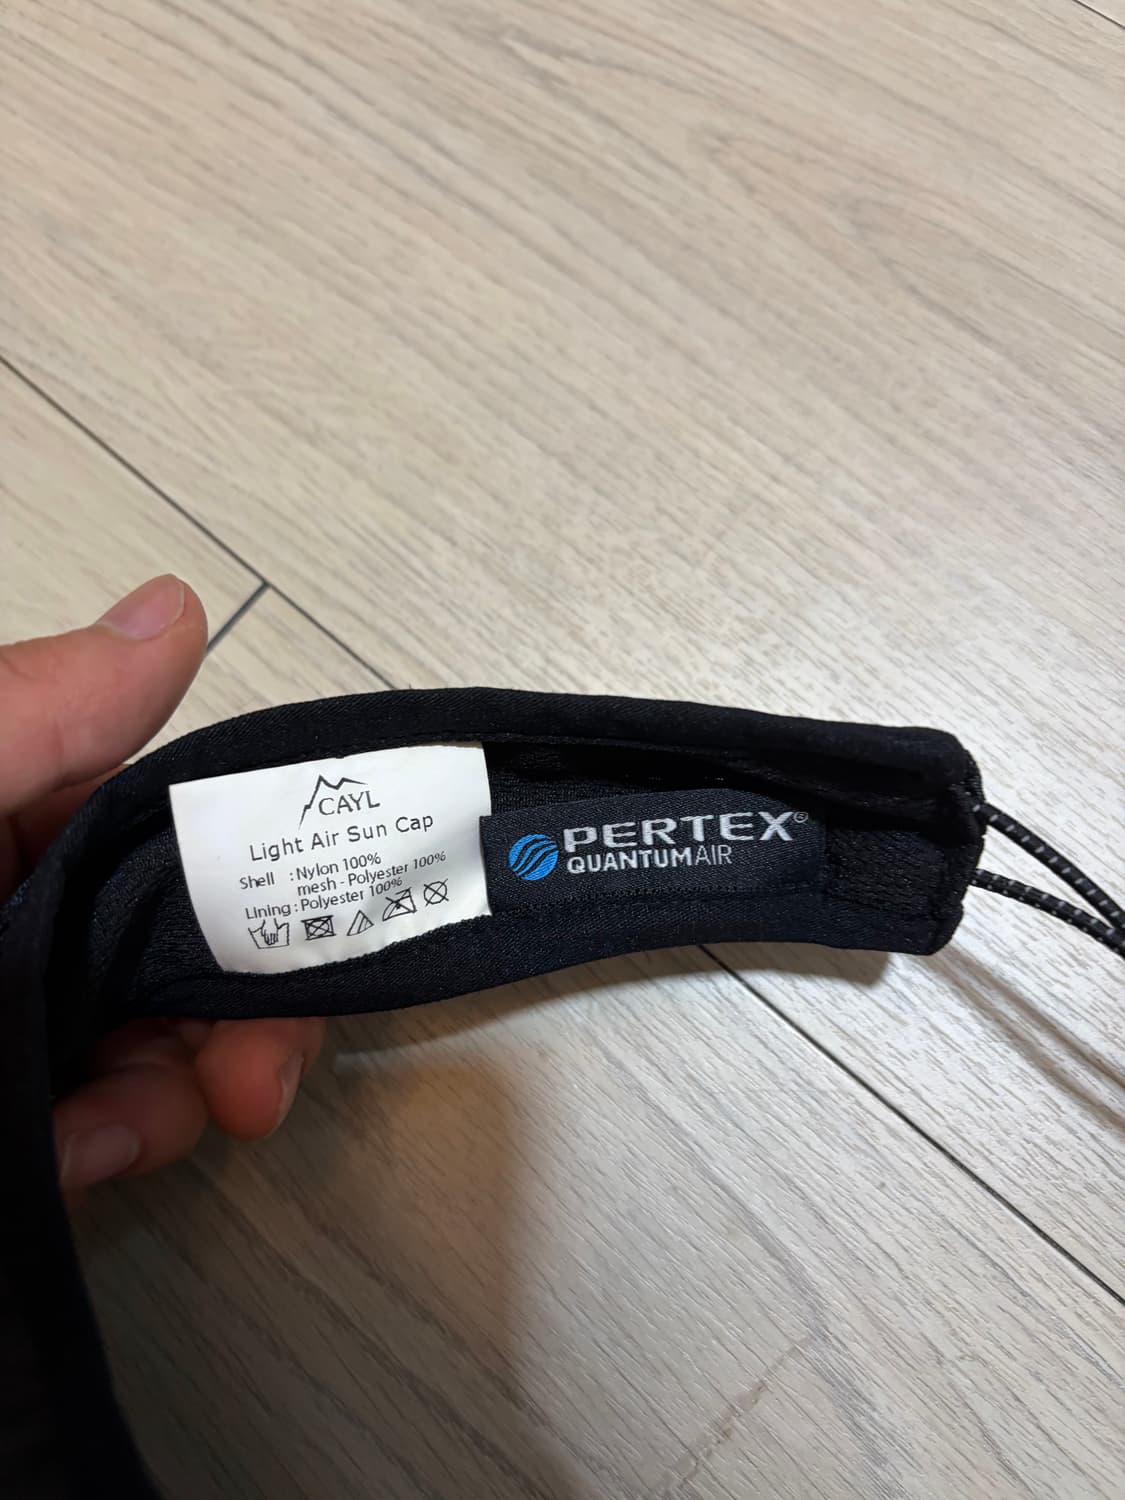 CAYL
Light Air Sun Cap
Shell : Nylon 100%
mesh - Polyester 100%
Lining : Polyester 100%
PERTEX®
QUANTUMAIR